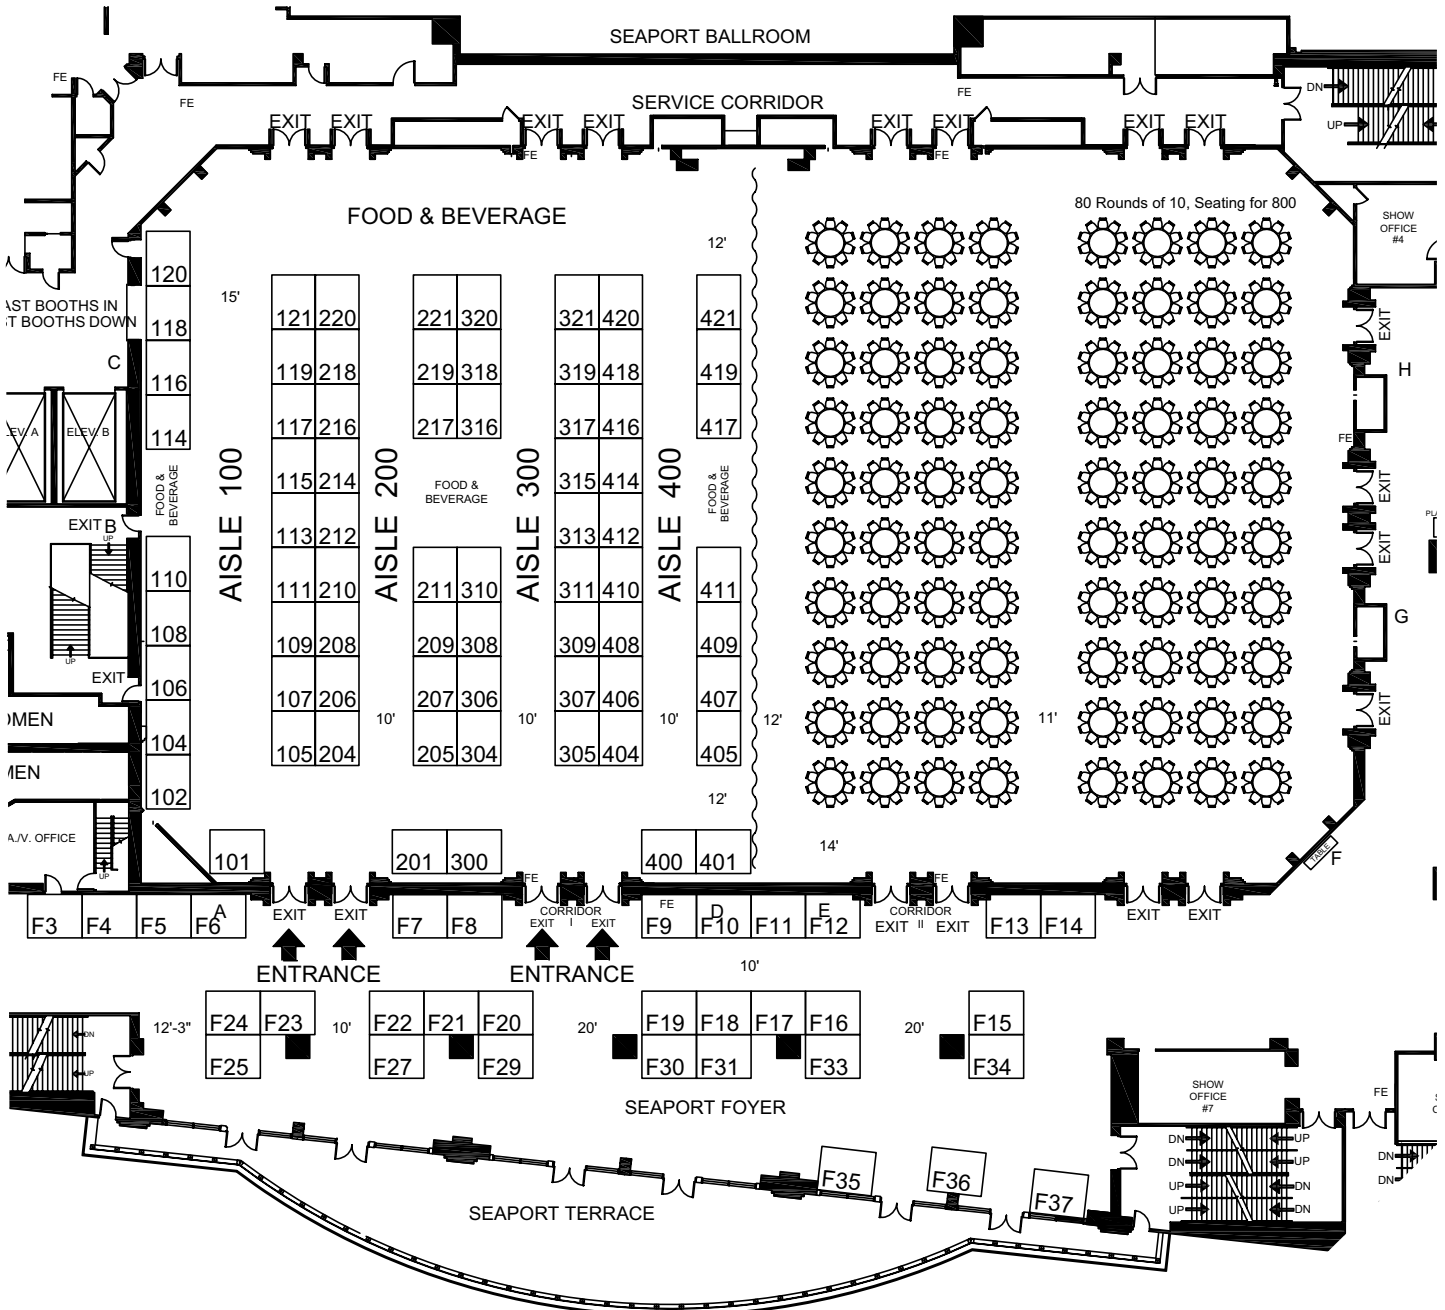 SEAPORT BALLROOM
FE
DN
FE
FE
SERVICE CORRIDOR
UP
EXIT EXIT EXIT EXIT EXIT EXIT EXIT EXIT
FE
FE
80 Rounds of 10, Seating for 800
FOOD & BEVERAGE
SHOW
OFFICE
#4
12'
120
15'
AST BOOTHS IN
ST BOOTHS DOWN
118
121 220 221 320 321 420 421
EXIT
C
116
119 218 219 318 319 418 419
H
114
117 216 217 316 317 416 417
ELEV. B
FE
FOOD &
BEVERAGE
AISLE 100
AISLE 200
AISLE 300
AISLE 400
115 214
FOOD &
BEVERAGE
315 414
FOOD &
BEVERAGE
EXIT
EXIT B
UP
113 212 313 412
EXIT
110
111 210 211 310 311 410 411
G
108
109 208 209 308 309 408 409
UP
EXIT
106
107 206 207 306 307 406 407
EXIT
OMEN
10' 10' 10' 12' 11'
104
105 204 205 304 305 404 405
MEN
102
12'
A./V. OFFICE
101
201 300
400 401
14'
TABLE
F
UP
FE
FE
F3 F4 F5 F6
A
EXIT EXIT
F7 F8
CORRIDOR
I
EXIT EXIT
FE
D
E
F9 F10 F11 F12
CORRIDOR
II
EXIT EXIT
F13 F14
EXIT EXIT
ENTRANCE
ENTRANCE
10'
F24 F23 F22 F21 F20 F19 F18 F17 F16 F15
12'-3" 10' 20' 20'
DN
UP
F25 F27 F29 F30 F31 F33 F34
SHOW
OFFICE
#7
FE
SEAPORT FOYER
DN UP
DN UP
UP DN
UP DN
DN
DN
F35 F36 F37
SEAPORT TERRACE